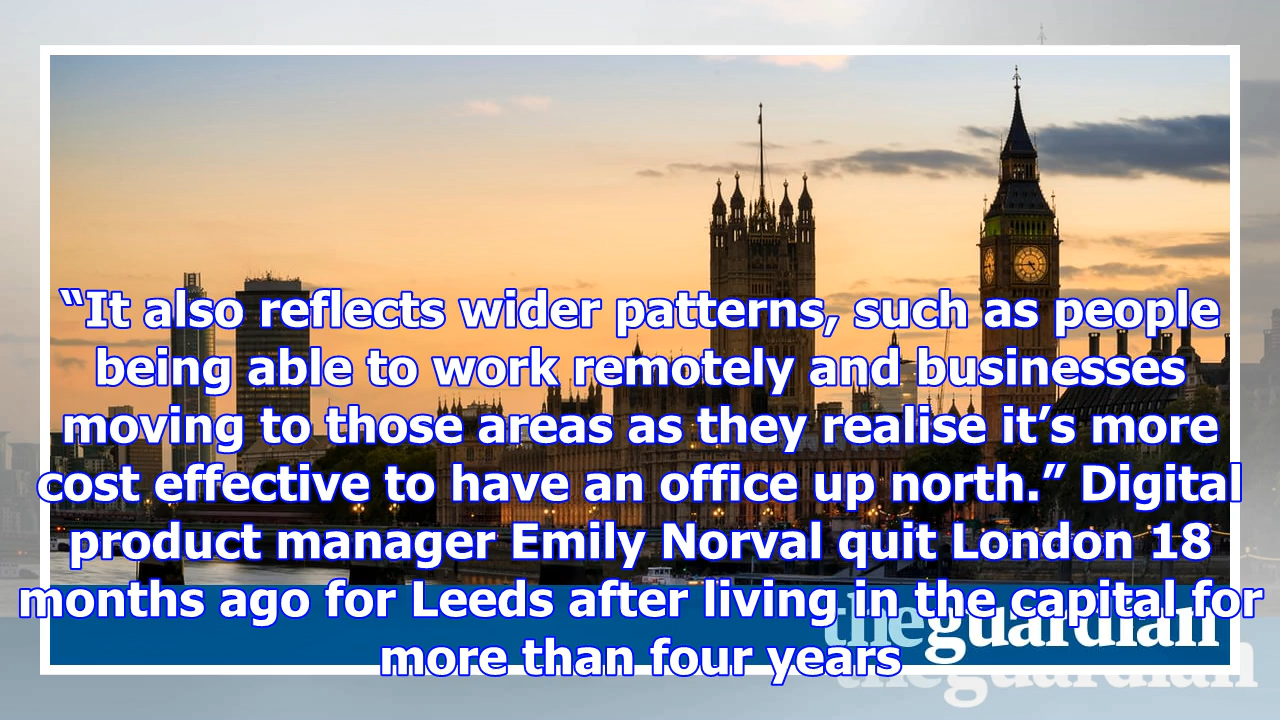 “It also reflects wider patterns, such as people
being able to work remotely and businesses
moving to those areas as they realise it’s more
cost effective to have an office up north.” Digital
product manager Emily Norval quit London 18
months ago for Leeds after living in the capital for
more than four years
theguardian
theguardian